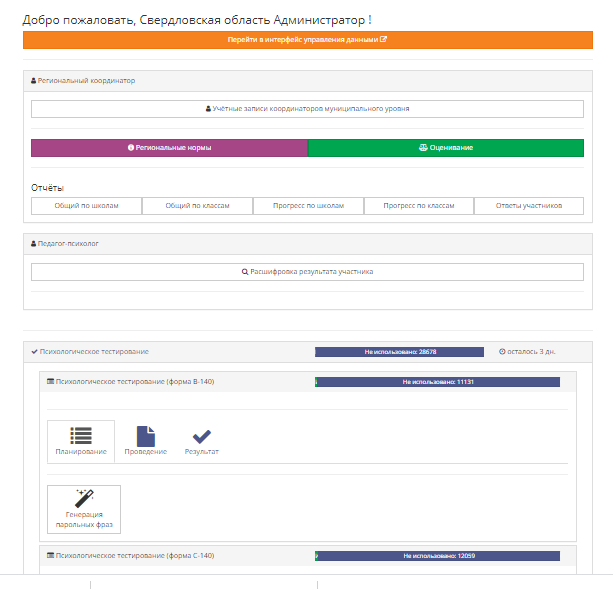 Добро пожаловать, Свердловская область Администратор !
Перейти в интерфейс управления данными
Региональный координатор
Учётные записи координаторов муниципального уровня
Региональные нормы
Оценивание
Отчёты
Общий по школам
Общий по классам
Прогресс по школам
Прогресс по классам
Ответы участников
Педагог-психолог
Расшифровка результата участника
Психологическое тестирование
Не использовано: 28678
осталось 3 дн.
Психологическое тестирование (форма B-140)
Не использовано: 11131
Планирование
Проведение
Результат
Генерация
парольных фраз
Психологическое тестирование (форма C-140)
Не использовано: 12059